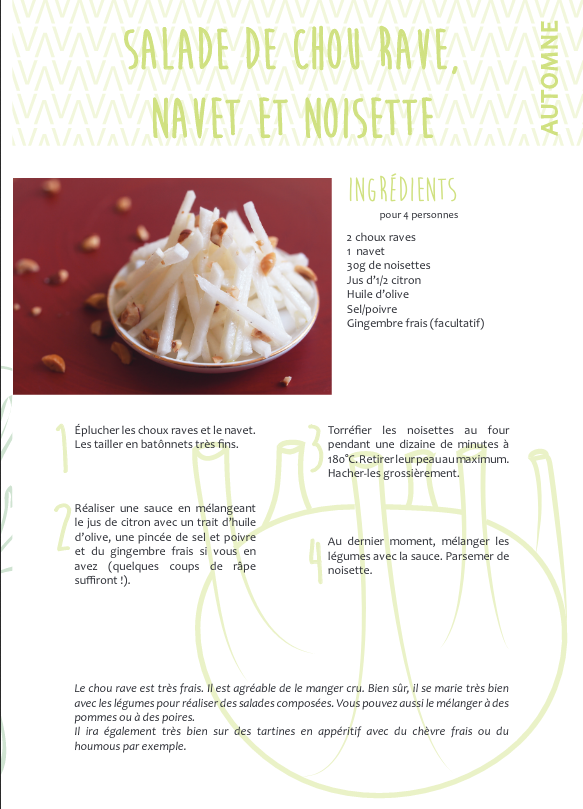 SALADE DE CHOU RAVE,
NAVET ET NOISETTE
AUTOMNE
INGRÉDIENTS
pour 4 personnes
2 choux raves
1 navet
30g de noisettes
Jus d'1/2 citron
Huile d'olive
Sel/poivre
Gingembre frais (facultatif)
1
Éplucher les choux raves et le navet.
Les tailler en batônnets très fins.
2
Réaliser une sauce en mélangeant
le jus de citron avec un trait d'huile
d'olive, une pincée de sel et poivre
et du gingembre frais si vous en
avez (quelques coups de râpe
suffiront !).
3
Torréfier les noisettes au four
pendant une dizaine de minutes à
180°C. Retirer leur peau au maximum.
Hacher-les grossièrement.
4
Au dernier moment, mélanger les
légumes avec la sauce. Parsemer de
noisette.
Le chou rave est très frais. Il est agréable de le manger cru. Bien sûr, il se marie très bien
avec les légumes pour réaliser des salades composées. Vous pouvez aussi le mélanger à des
pommes ou à des poires.
Il ira également très bien sur des tartines en appéritif avec du chèvre frais ou du
houmous par exemple.